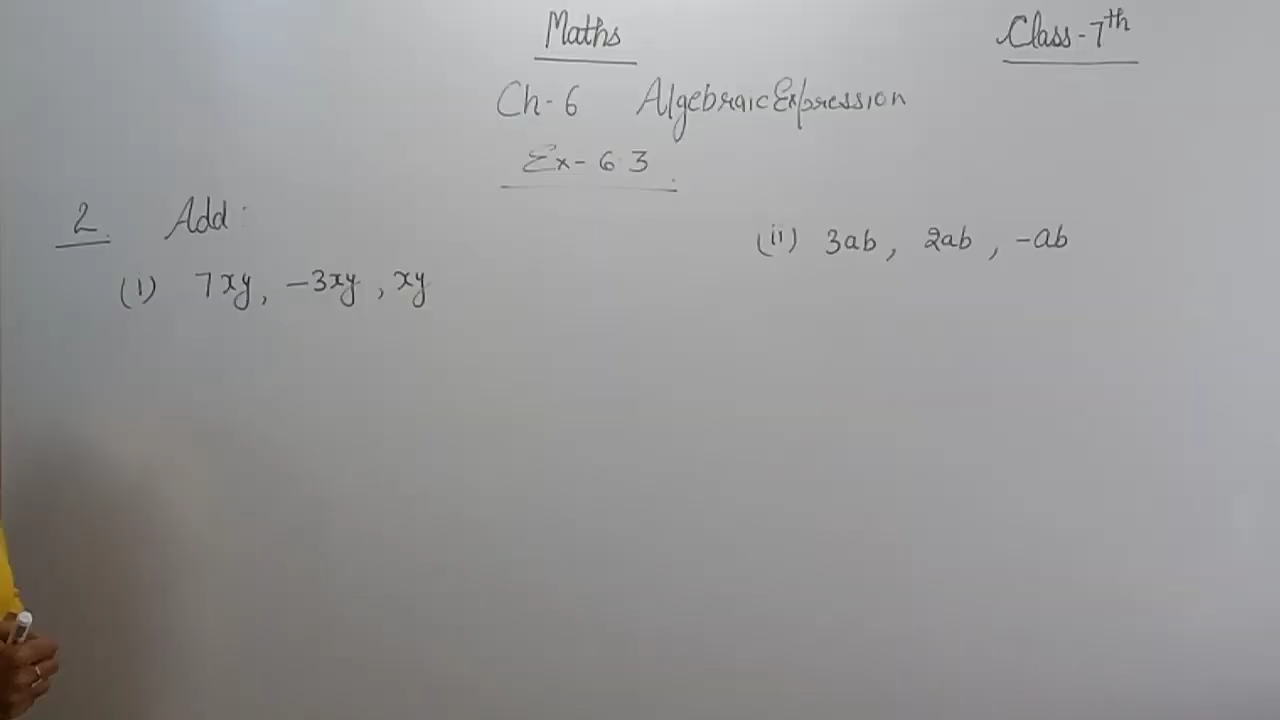 Maths
Class-7th
Ch-6 Algebraic Expression
Ex-6.3
2. Add:
(i) 7xy, -3xy, xy
(ii) 3ab, 2ab, -ab